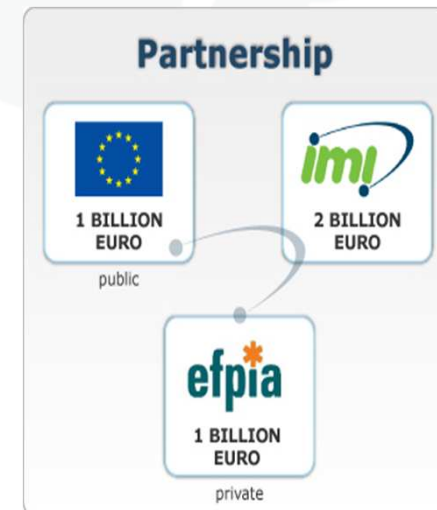 Partnership
1 BILLION
EURO
public
imi
2 BILLION
EURO
efpia
1 BILLION
EURO
private